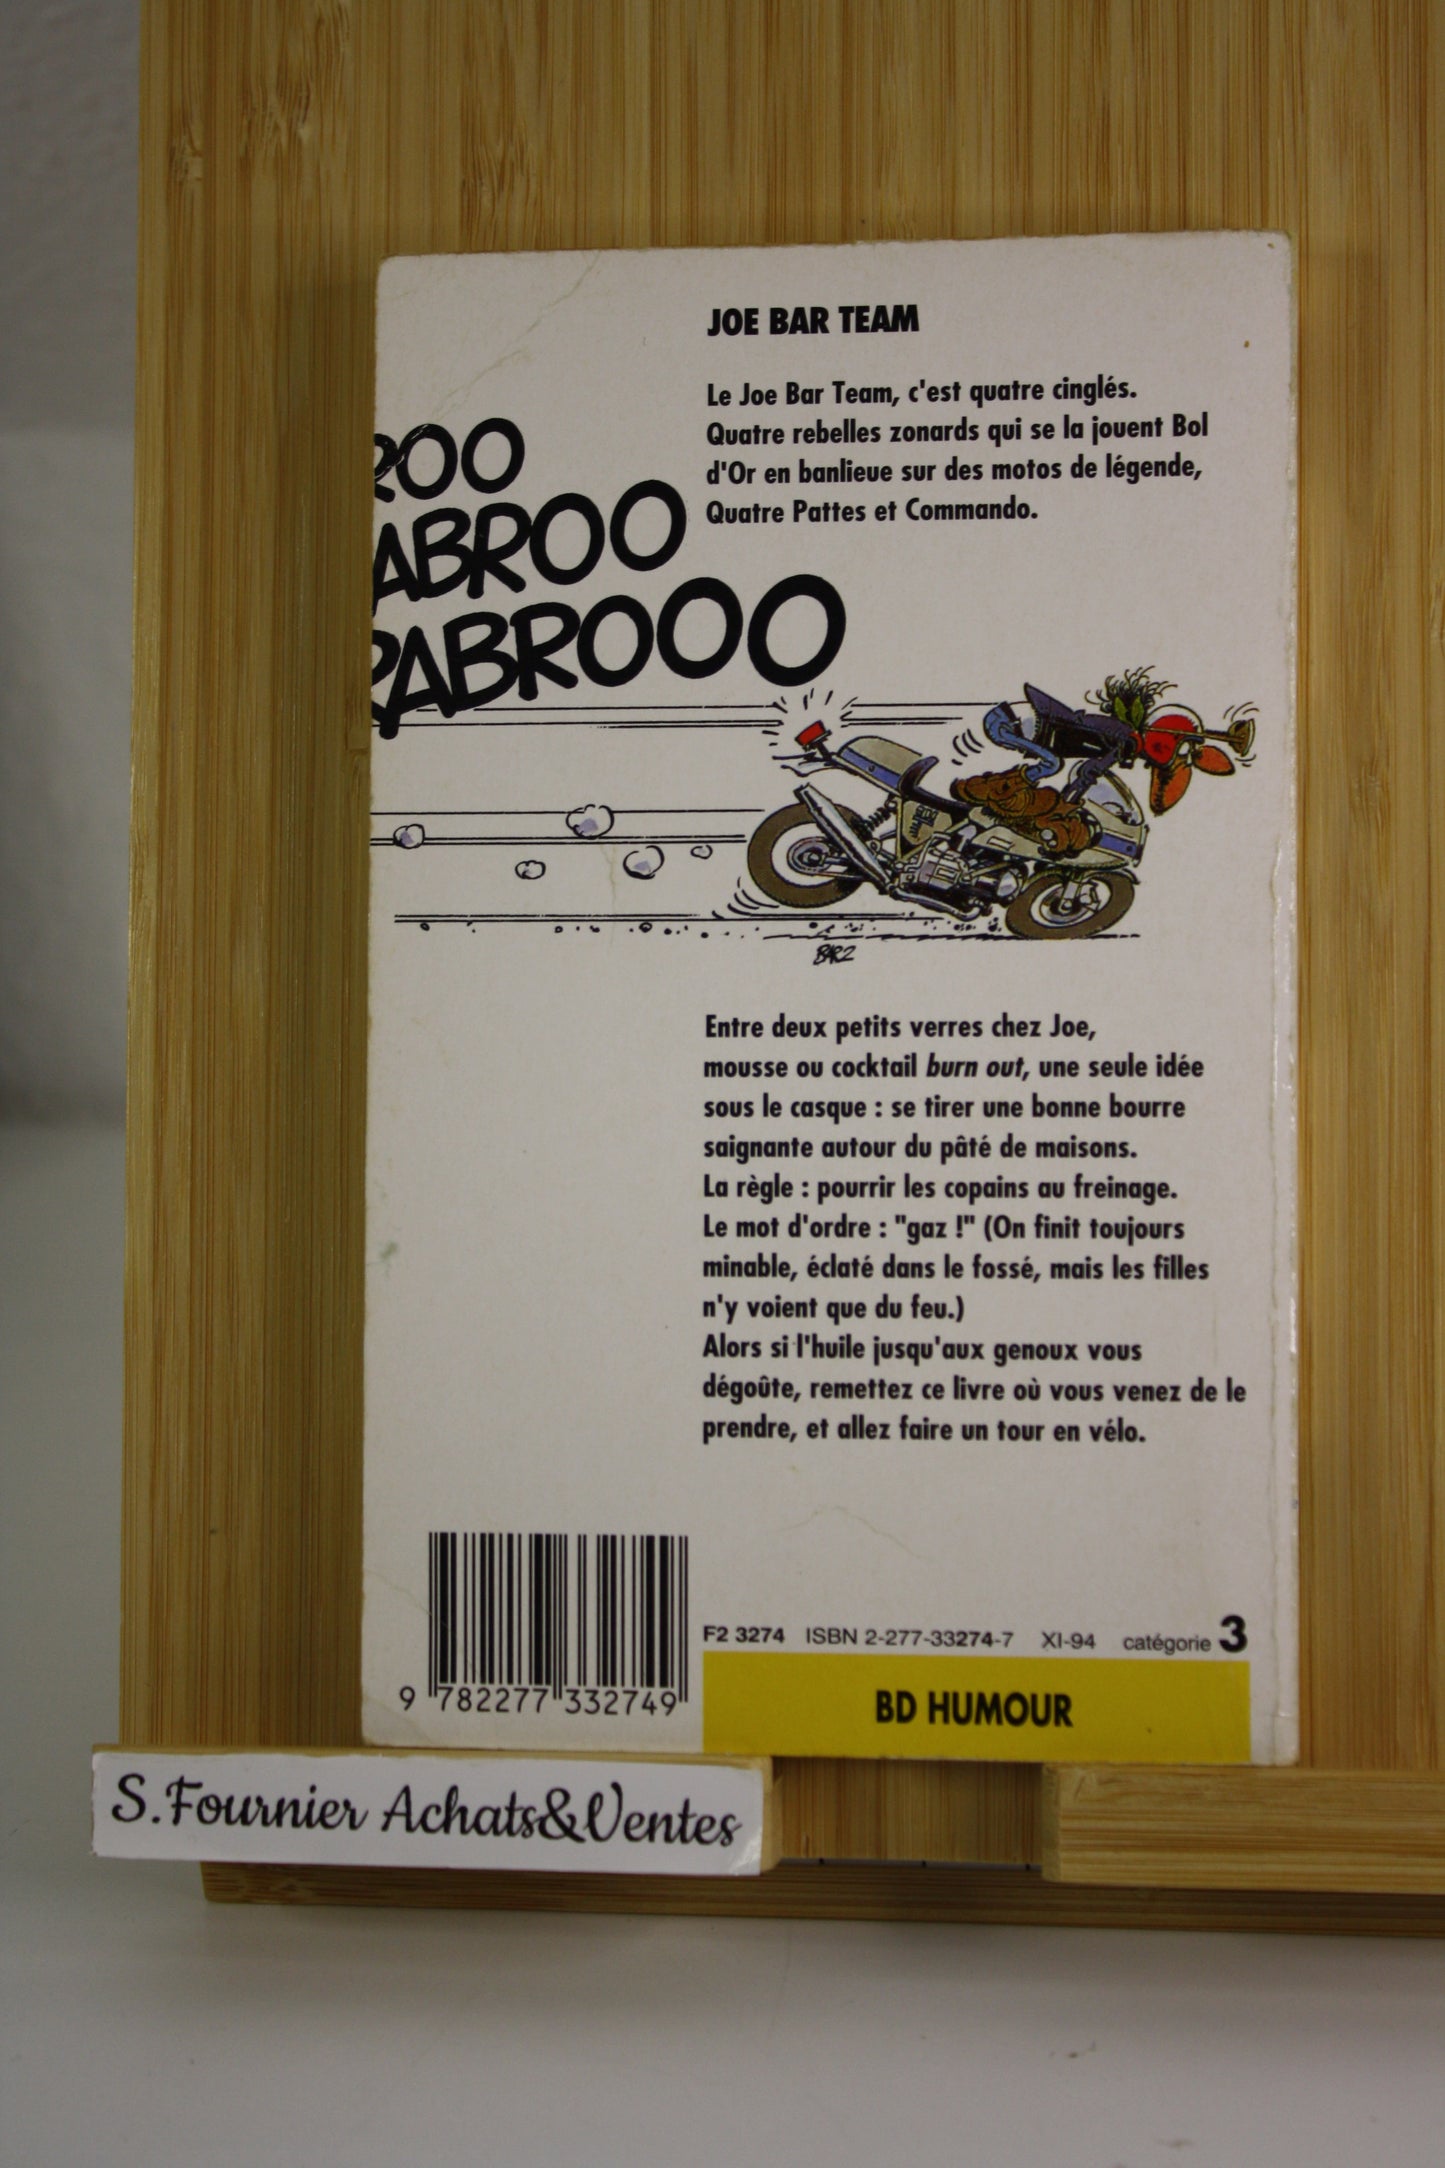 JOE BAR TEAM
Le Joe Bar Team, c'est quatre cinglés.
Quatre rebelles zonards qui se la jouent Bol
d'Or en banlieue sur des motos de légende,
Quatre Pattes et Commando.
ROO
ABROO
RABROOO
BAR2
Entre deux petits verres chez Joe,
mousse ou cocktail burn out, une seule idée
sous le casque : se tirer une bonne bourre
saignante autour du pâté de maisons.
La règle : pourrir les copains au freinage.
Le mot d'ordre : "gaz !" (On finit toujours
minable, éclaté dans le fossé, mais les filles
n'y voient que du feu.)
Alors si l'huile jusqu'aux genoux vous
dégoûte, remettez ce livre où vous venez de le
prendre, et allez faire un tour en vélo.
9 782277 332749
F2 3274 ISBN 2-277-33274-7 XI-94 catégorie 3
BD HUMOUR
S.Fournier Achats&Ventes